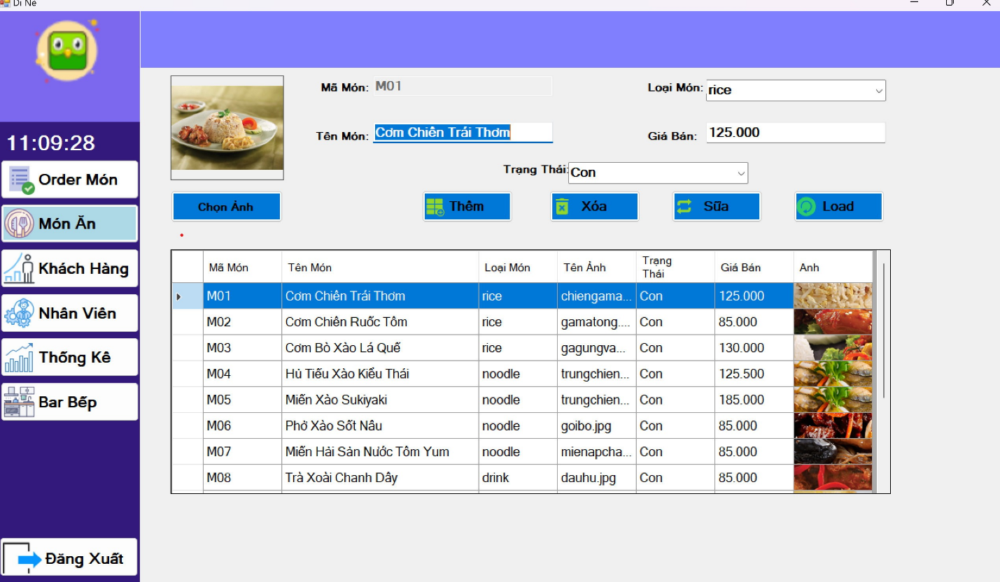 Di Né
11:09:28
Order Món
Món Ăn
Khách Hàng
Nhân Viên
Thống Kê
Bar Bếp
Đăng Xuất
Mã Món: M01
Loại Món: rice
Tên Món: Cơm Chiên Trái Thơm
Giá Bán: 125.000
Trạng Thái: Con
Chọn Ảnh
Thêm
Xóa
Sữa
Load
Mã Món Tên Món Loại Món Tên Ảnh Trạng Thái Giá Bán Anh
M01 Cơm Chiên Trái Thơm rice chiengama... Con 125.000
M02 Cơm Chiên Ruốc Tôm rice gamatong.... Con 85.000
M03 Cơm Bò Xào Lá Quế rice gagungva... Con 130.000
M04 Hủ Tiếu Xào Kiểu Thái noodle trungchien... Con 125.500
M05 Miến Xào Sukiyaki noodle trungchien... Con 185.000
M06 Phở Xào Sốt Nâu noodle goibo.jpg Con 85.000
M07 Miến Hải Sản Nước Tôm Yum noodle mienapcha... Con 85.000
M08 Trà Xoài Chanh Dây drink dauhu.jpg Con 85.000